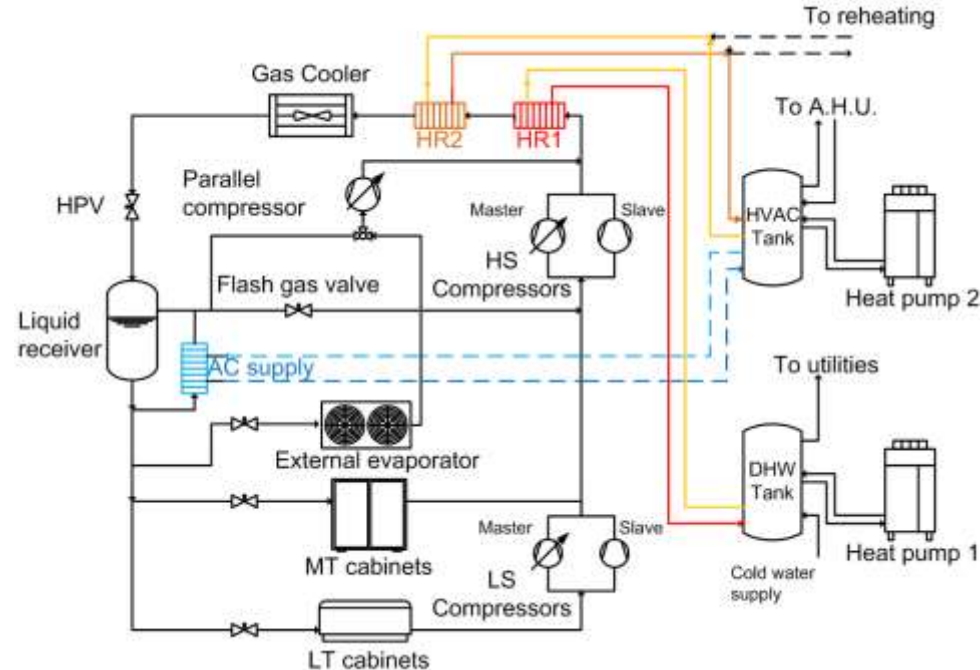 To reheating
Gas Cooler
HR2
HR1
To A.H.U.
HPV
Parallel
compressor
Master
Slave
HS
Compressors
HVAC
Tank
Heat pump 2
Flash gas valve
Liquid
receiver
AC supply
To utilities
External evaporator
DHW
Tank
Heat pump 1
Cold water
supply
MT cabinets
Master
Slave
LS
Compressors
LT cabinets